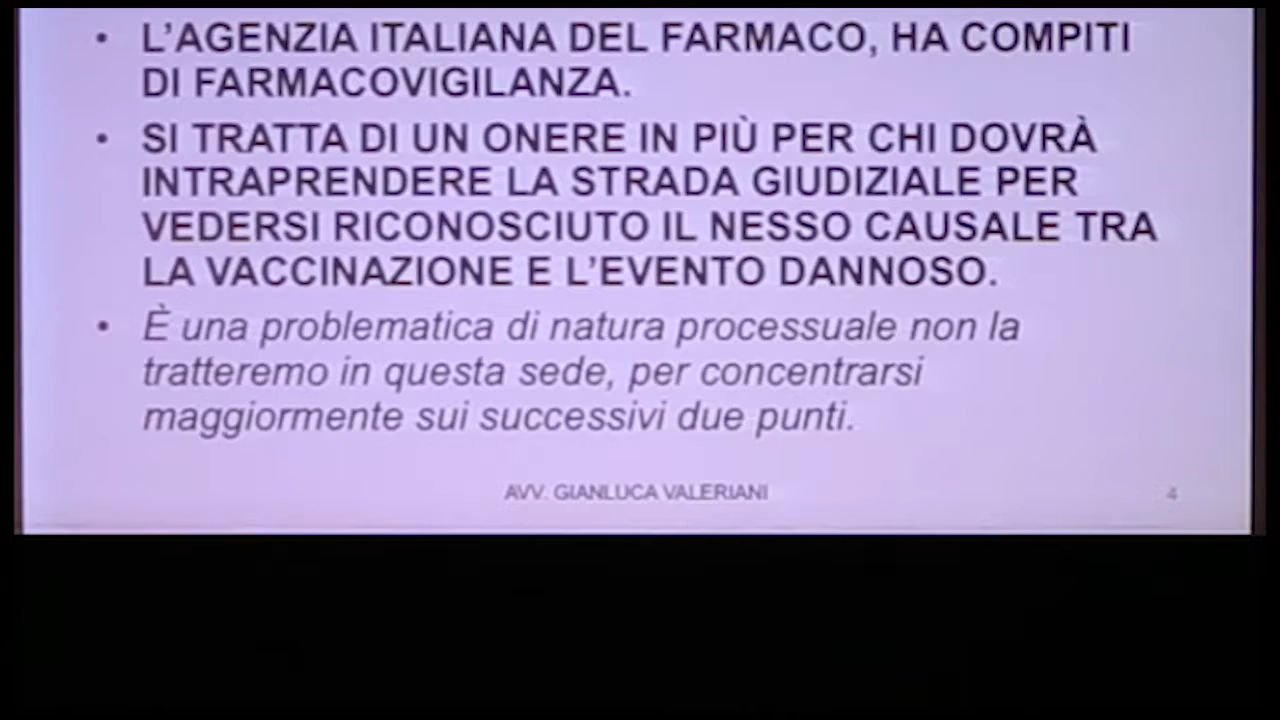 • L'AGENZIA ITALIANA DEL FARMACO, HA COMPITI
DI FARMACOVIGILANZA.
• SI TRATTA DI UN ONERE IN PIÙ PER CHI DOVRÀ
INTRAPRENDERE LA STRADA GIUDIZIALE PER
VEDERSI RICONOSCIUTO IL NESSO CAUSALE TRA
LA VACCINAZIONE E L'EVENTO DANNOSO.
• È una problematica di natura processuale non la
tratteremo in questa sede, per concentrarsi
maggiormente sui successivi due punti.
AVV. GIANLUCA VALERIANI
4